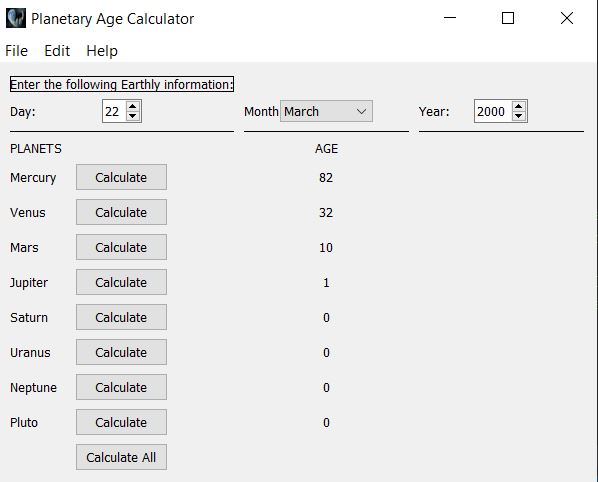 Planetary Age Calculator
File Edit Help
Enter the following Earthly information:
Day: 22 Month March Year: 2000
PLANETS AGE
Mercury Calculate 82
Venus Calculate 32
Mars Calculate 10
Jupiter Calculate 1
Saturn Calculate 0
Uranus Calculate 0
Neptune Calculate 0
Pluto Calculate 0
Calculate All